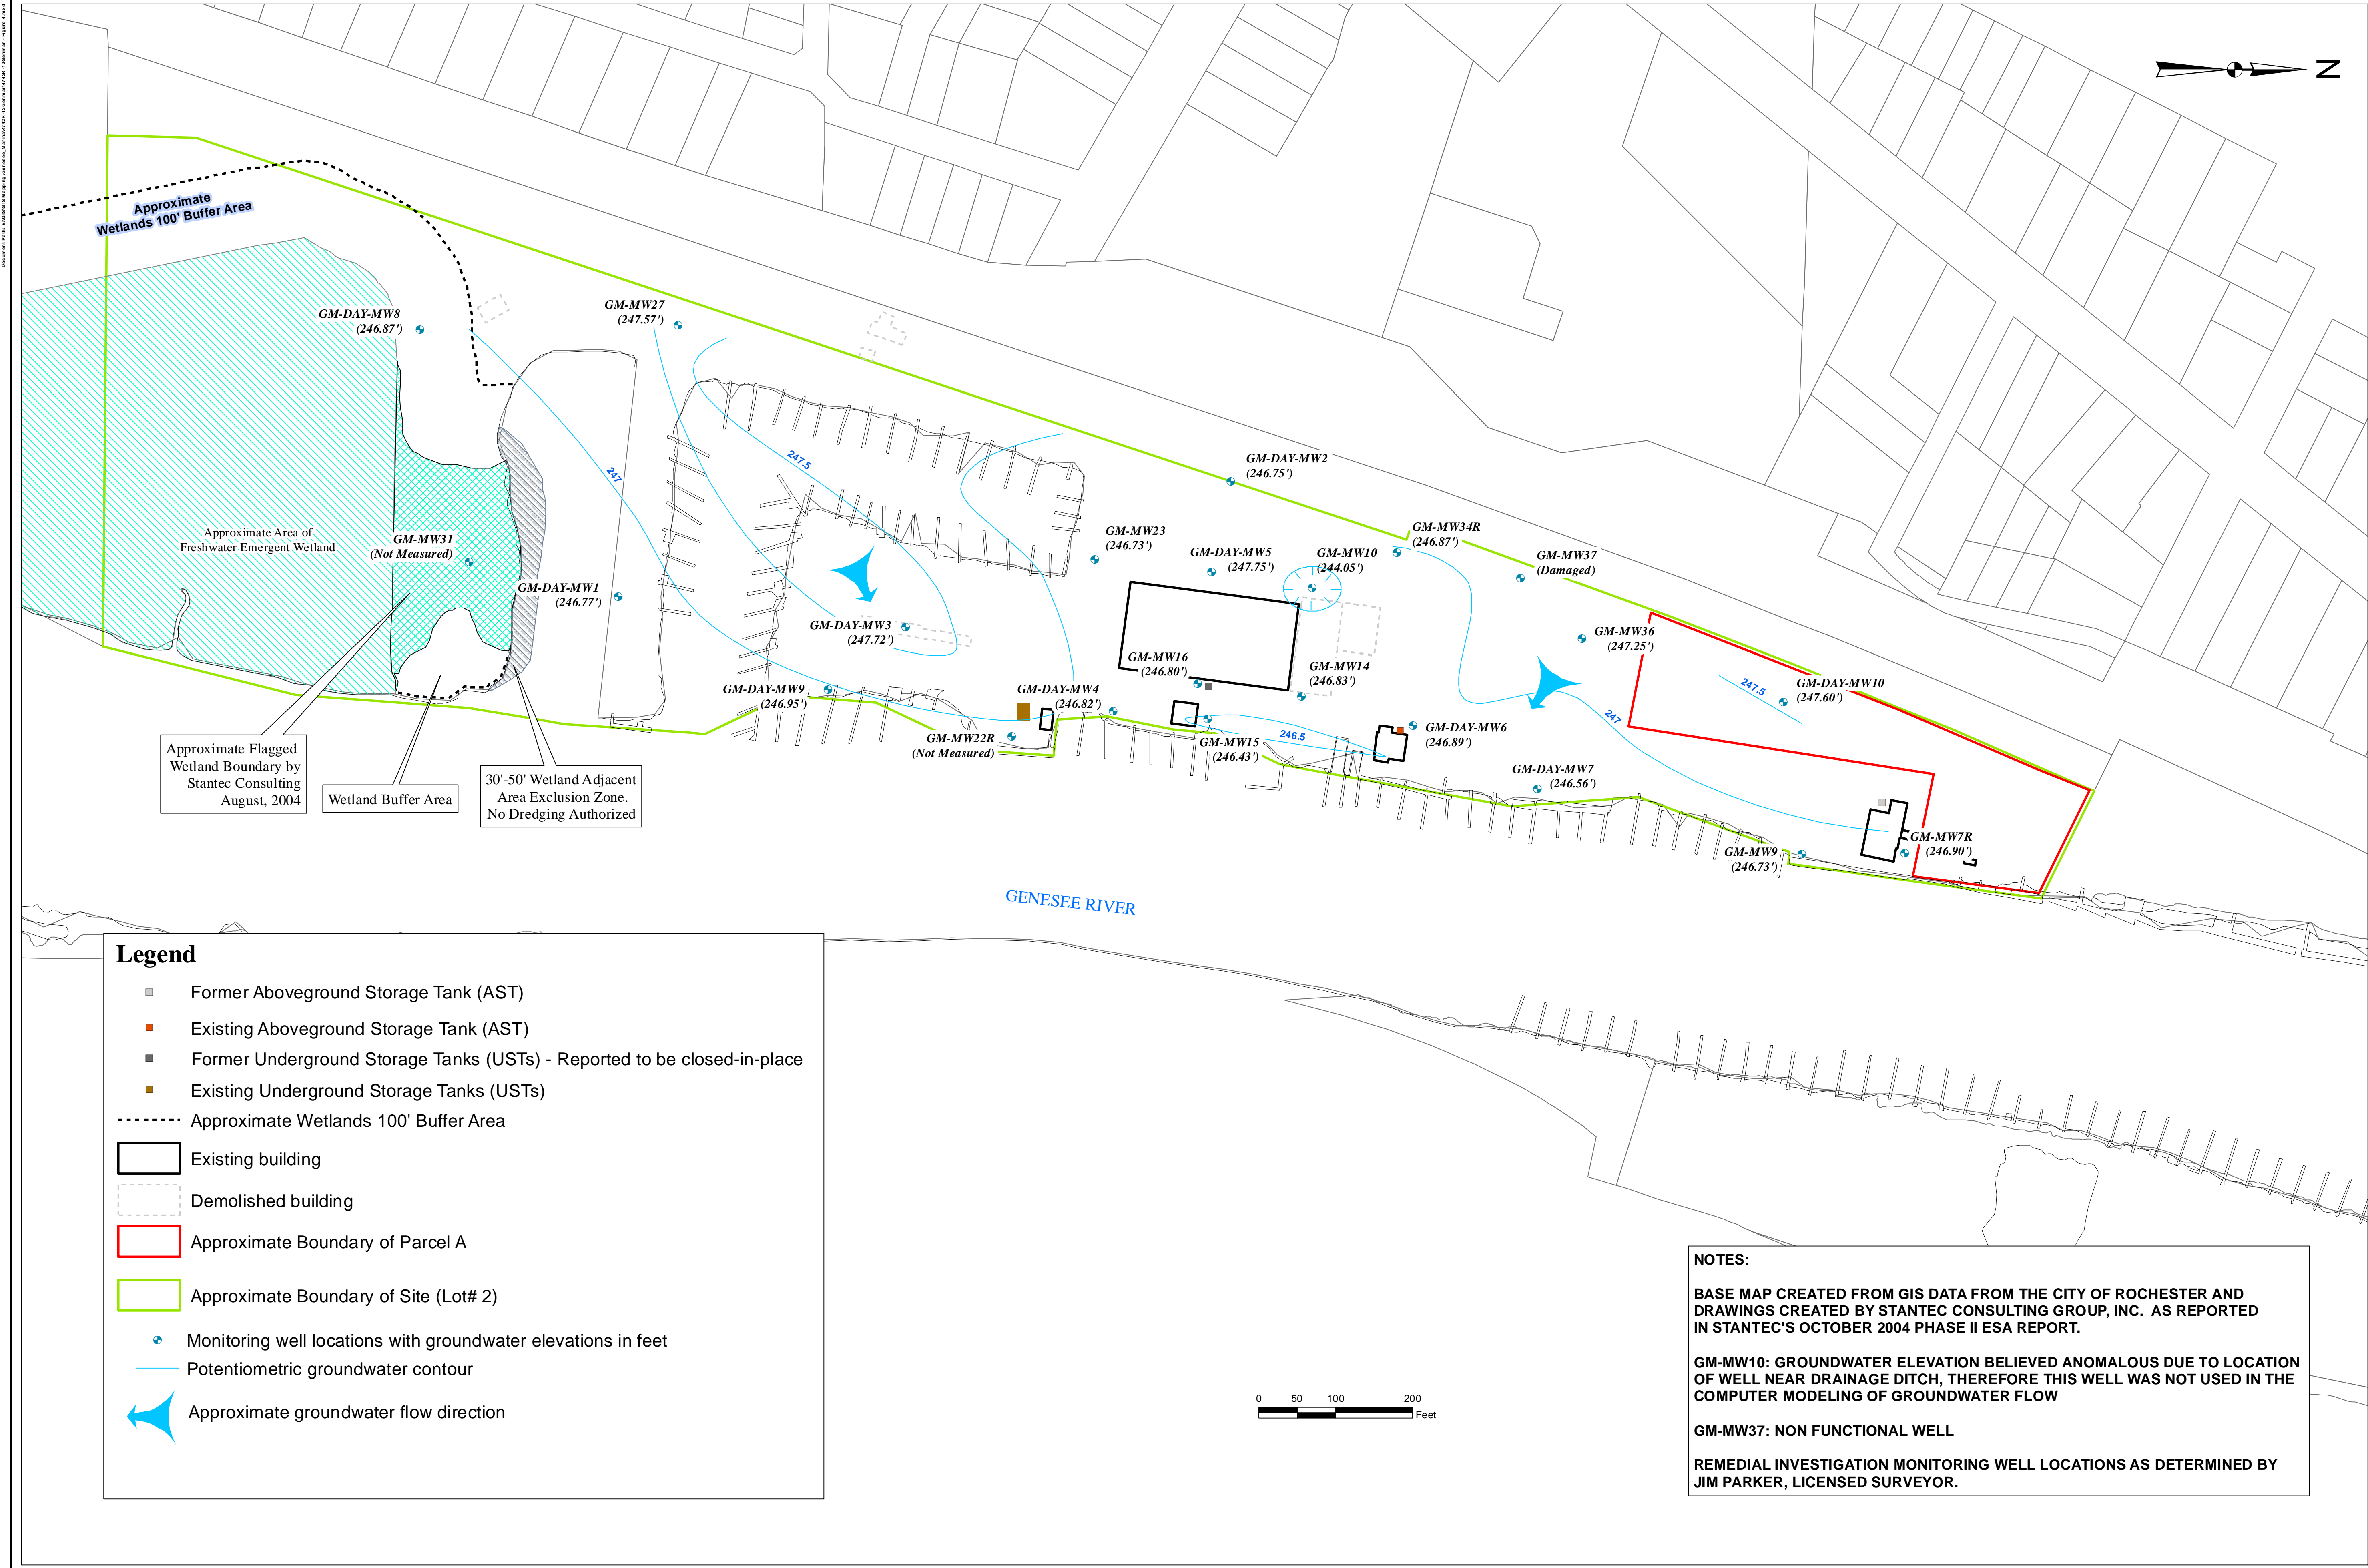 N
Approximate
Wetlands 100' Buffer Area
GM-DAY-MW8
(246.87')
GM-MW27
(247.57')
247
247.5
GM-DAY-MW2
(246.75')
Approximate Area of
Freshwater Emergent Wetland
GM-MW31
(Not Measured)
GM-DAY-MW1
(246.77')
GM-DAY-MW3
(247.72')
GM-MW23
(246.73')
GM-DAY-MW5
(247.75')
GM-MW10
(244.05')
GM-MW34R
(246.87')
GM-MW37
(Damaged)
GM-MW36
(247.25')
GM-MW16
(246.80')
GM-MW14
(246.83')
GM-DAY-MW9
(246.95')
GM-DAY-MW4
(246.82')
GM-MW22R
(Not Measured)
GM-MW15
(246.43')
246.5
GM-DAY-MW6
(246.89')
GM-DAY-MW7
(246.56')
247
247.5
GM-DAY-MW10
(247.60')
GM-MW9
(246.73')
GM-MW7R
(246.90')
Approximate Flagged
Wetland Boundary by
Stantec Consulting
August, 2004
Wetland Buffer Area
30'-50' Wetland Adjacent
Area Exclusion Zone.
No Dredging Authorized
GENESEE RIVER
Legend
Former Aboveground Storage Tank (AST)
Existing Aboveground Storage Tank (AST)
Former Underground Storage Tanks (USTs) - Reported to be closed-in-place
Existing Underground Storage Tanks (USTs)
Approximate Wetlands 100' Buffer Area
Existing building
Demolished building
Approximate Boundary of Parcel A
Approximate Boundary of Site (Lot# 2)
Monitoring well locations with groundwater elevations in feet
Potentiometric groundwater contour
Approximate groundwater flow direction
0 50 100 200
Feet
NOTES:
BASE MAP CREATED FROM GIS DATA FROM THE CITY OF ROCHESTER AND
DRAWINGS CREATED BY STANTEC CONSULTING GROUP, INC. AS REPORTED
IN STANTEC'S OCTOBER 2004 PHASE II ESA REPORT.
GM-MW10: GROUNDWATER ELEVATION BELIEVED ANOMALOUS DUE TO LOCATION
OF WELL NEAR DRAINAGE DITCH, THEREFORE THIS WELL WAS NOT USED IN THE
COMPUTER MODELING OF GROUNDWATER FLOW
GM-MW37: NON FUNCTIONAL WELL
REMEDIAL INVESTIGATION MONITORING WELL LOCATIONS AS DETERMINED BY
JIM PARKER, LICENSED SURVEYOR.